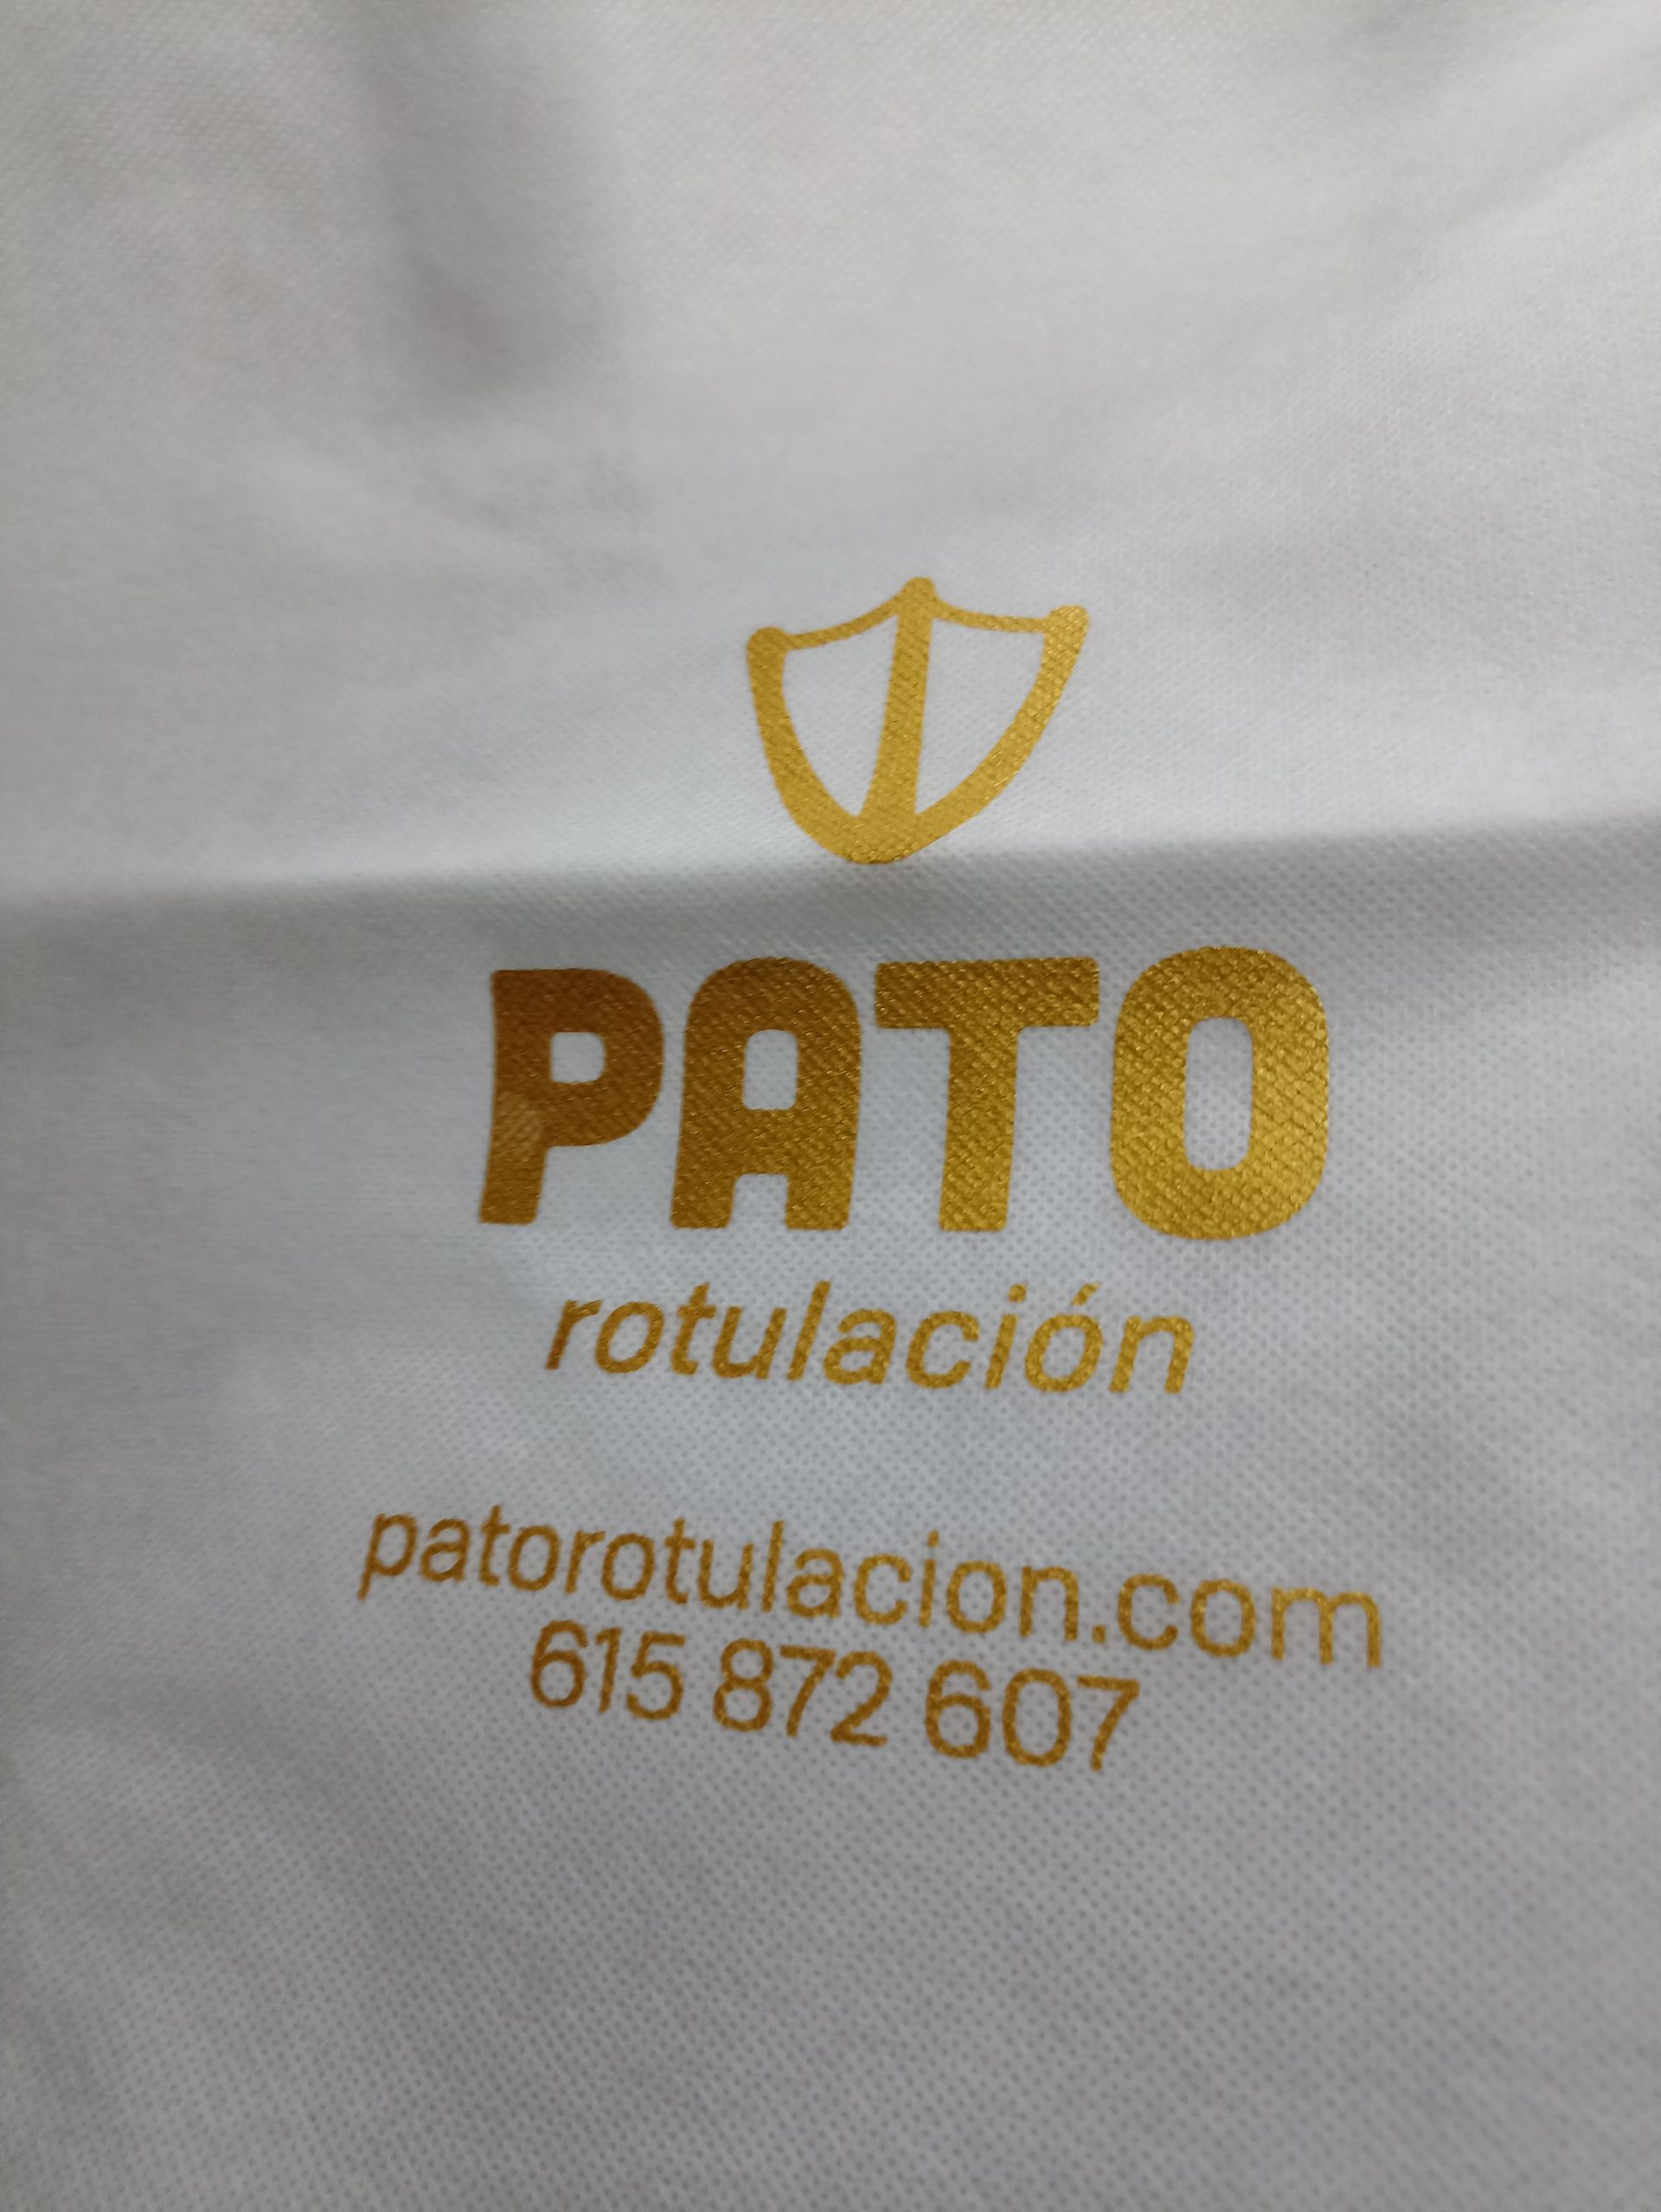 PATO
rotulación
patorotulacion.com
615 872 607